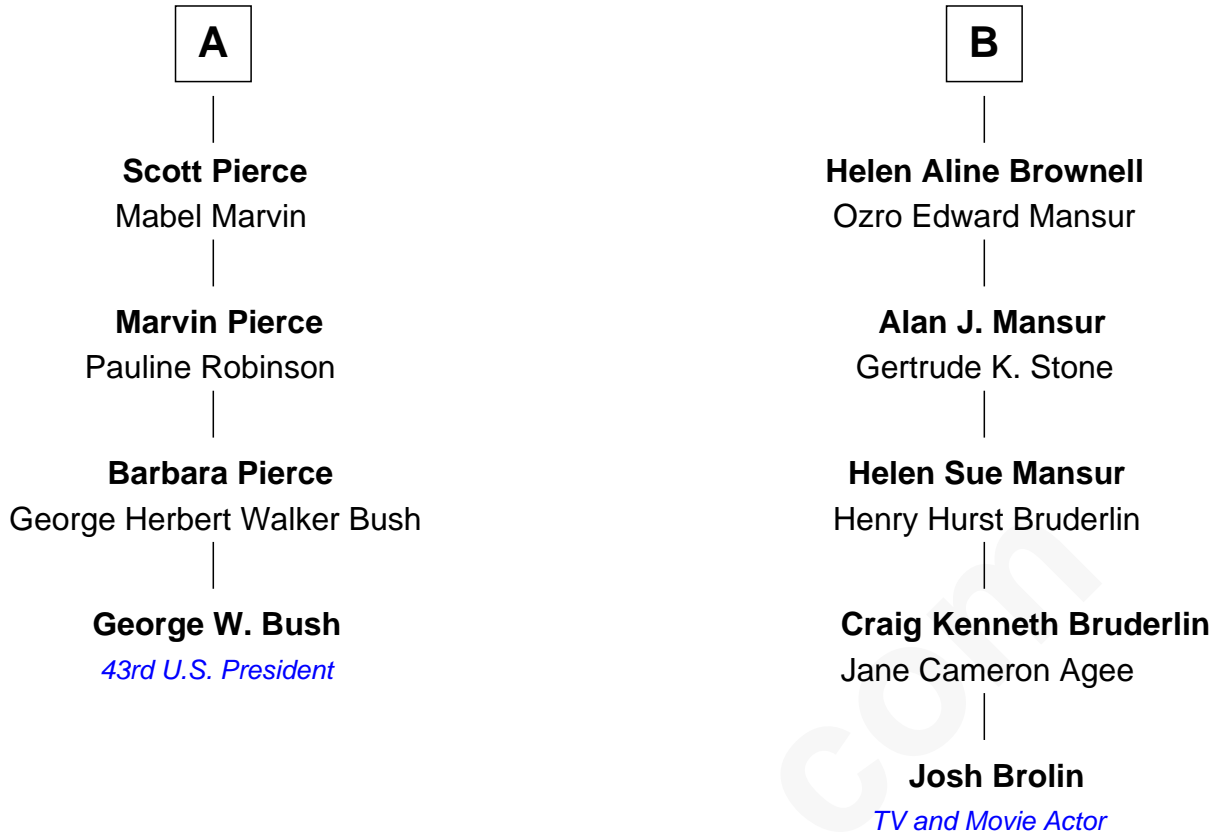 A
Scott Pierce
Mabel Marvin
Marvin Pierce
Pauline Robinson
Barbara Pierce
George Herbert Walker Bush
George W. Bush
43rd U.S. President
B
Helen Aline Brownell
Ozro Edward Mansur
Alan J. Mansur
Gertrude K. Stone
Helen Sue Mansur
Henry Hurst Bruderlin
Craig Kenneth Bruderlin
Jane Cameron Agee
Josh Brolin
TV and Movie Actor
com